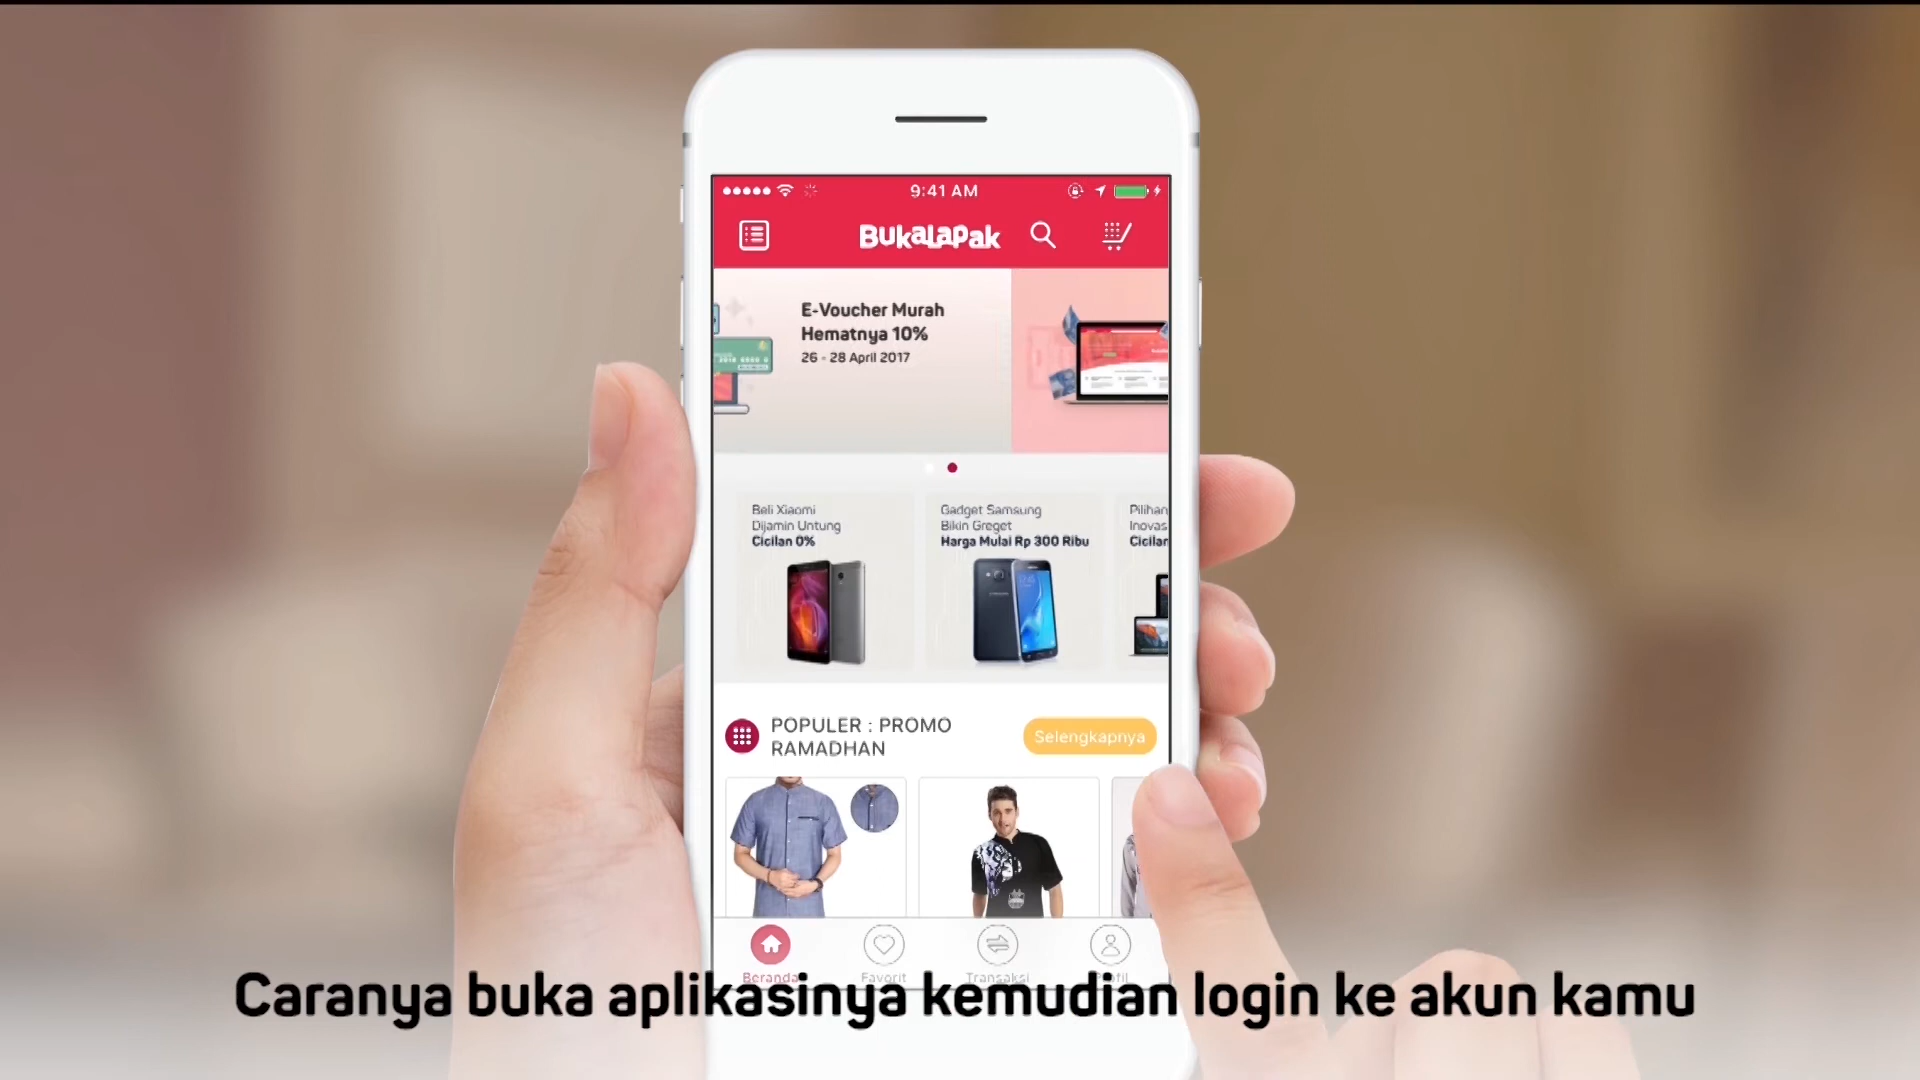 9:41 AM
Bukalapak
E-Voucher Murah
Hematnya 10%
26 - 28 April 2017
Beli Xiaomi
Dijamin Untung
Cicilan 0%
Gadget Samsung
Bikin Greget
Harga Mulai Rp 300 Ribu
Pilihan
Inovas
Cicilan
POPULER : PROMO
RAMADHAN
Selengkapnya
Beranda
Favorit
Transaksi
Caranya buka aplikasinya kemudian login ke akun kamu